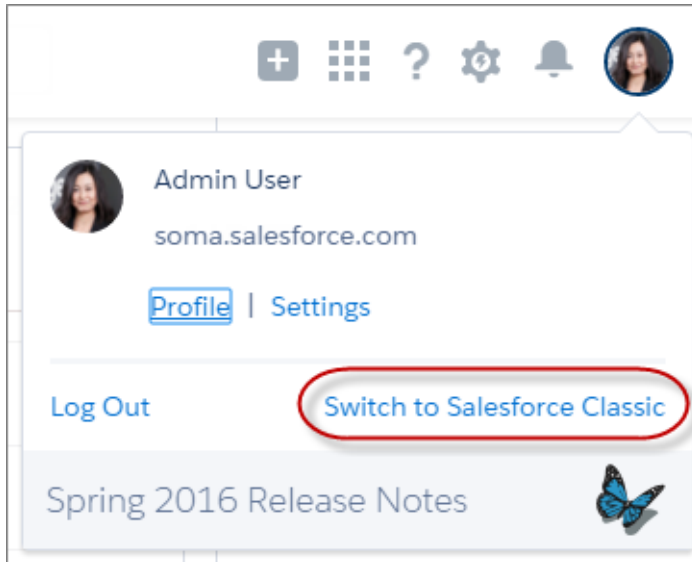 Admin User
soma.salesforce.com
Profile | Settings
Log Out Switch to Salesforce Classic
Spring 2016 Release Notes